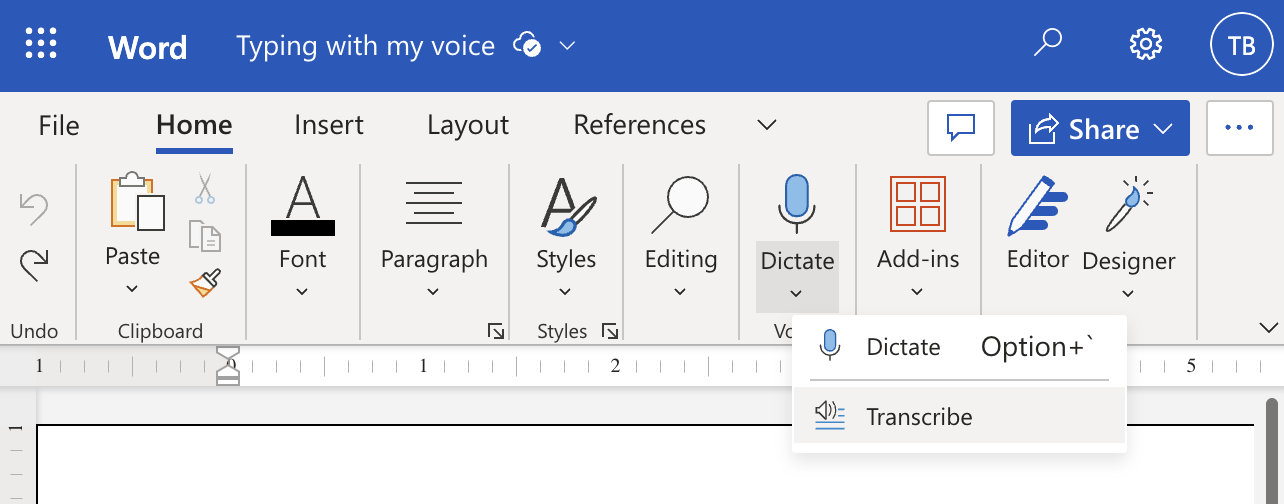 Word Typing with my voice TB
File Home Insert Layout References Share
Paste Font Paragraph Styles Editing Dictate Add-ins Editor Designer
Undo Clipboard Styles
1 0 1 2 5
Dictate Option+`
Transcribe
1